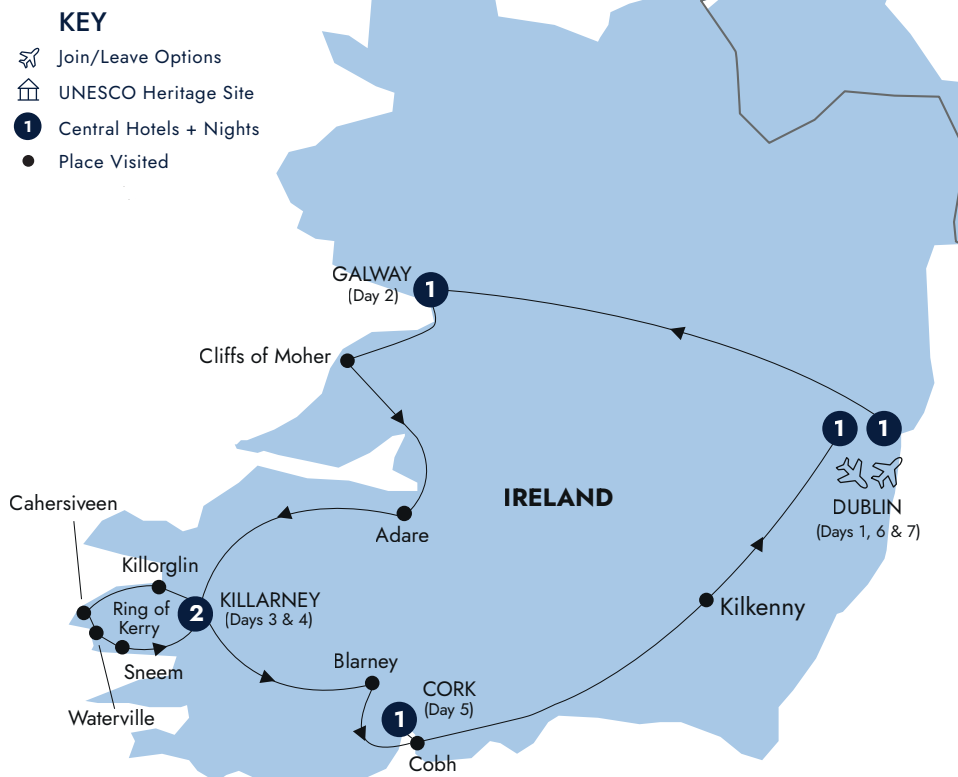 KEY
Join/Leave Options
UNESCO Heritage Site
1 Central Hotels + Nights
Place Visited
GALWAY
(Day 2)
1
Cliffs of Moher
1 1
DUBLIN
(Days 1, 6 & 7)
IRELAND
Cahersiveen
Adare
Killorglin
Ring of
Kerry
2
KILLARNEY
(Days 3 & 4)
Kilkenny
Sneem
Waterville
Blarney
CORK
(Day 5)
1
Cobh